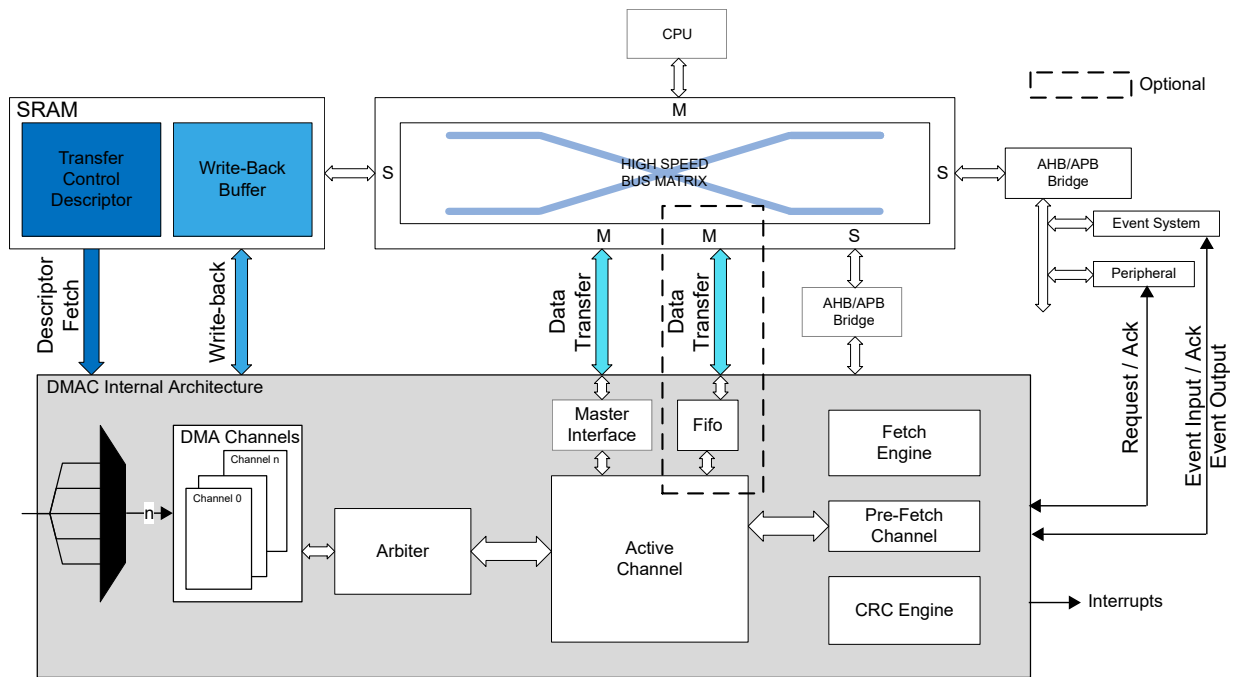 CPU
Optional
SRAM
Transfer
Control
Descriptor
Write-Back
Buffer
M
S
HIGH SPEED
BUS MATRIX
S
M
M
S
AHB/APB
Bridge
Event System
Peripheral
Descriptor
Fetch
Write-back
Data
Transfer
Data
Transfer
AHB/APB
Bridge
Request / Ack
Event Input / Ack
Event Output
DMAC Internal Architecture
n
DMA Channels
Channel n
Channel 0
Arbiter
Master
Interface
Fifo
Active
Channel
Fetch
Engine
Pre-Fetch
Channel
CRC Engine
Interrupts